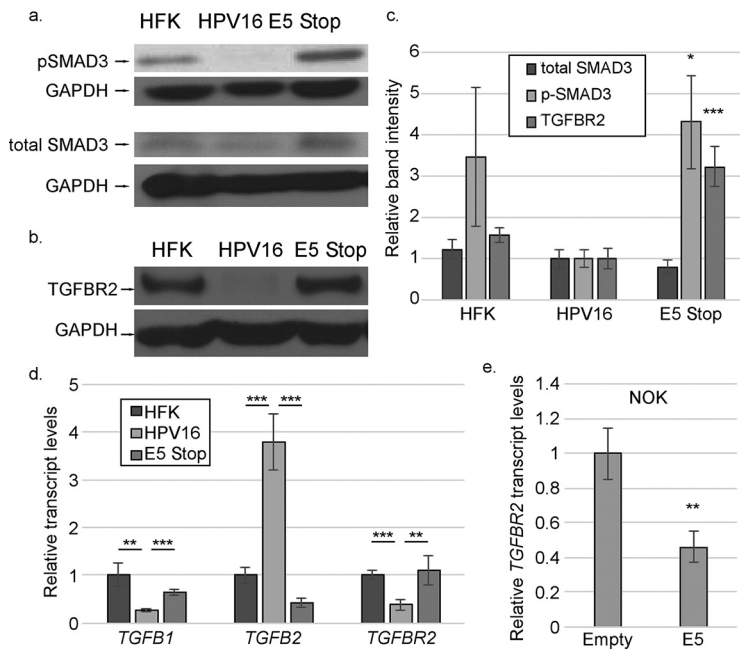 a.
HFK HPV16 E5 Stop
pSMAD3
GAPDH
total SMAD3
GAPDH
b.
HFK HPV16 E5 Stop
TGFBR2
GAPDH
c.
Relative band intensity
6
5
4
3
2
1
0
total SMAD3
p-SMAD3
TGFBR2
*
***
HFK HPV16 E5 Stop
d.
Relative transcript levels
5
4
3
2
1
0
HFK
HPV16
E5 Stop
** ***
*** ***
*** **
TGFB1 TGFB2 TGFBR2
e.
Relative TGFBR2 transcript levels
1.4
1.2
1
0.8
0.6
0.4
0.2
0
NOK
**
Empty E5